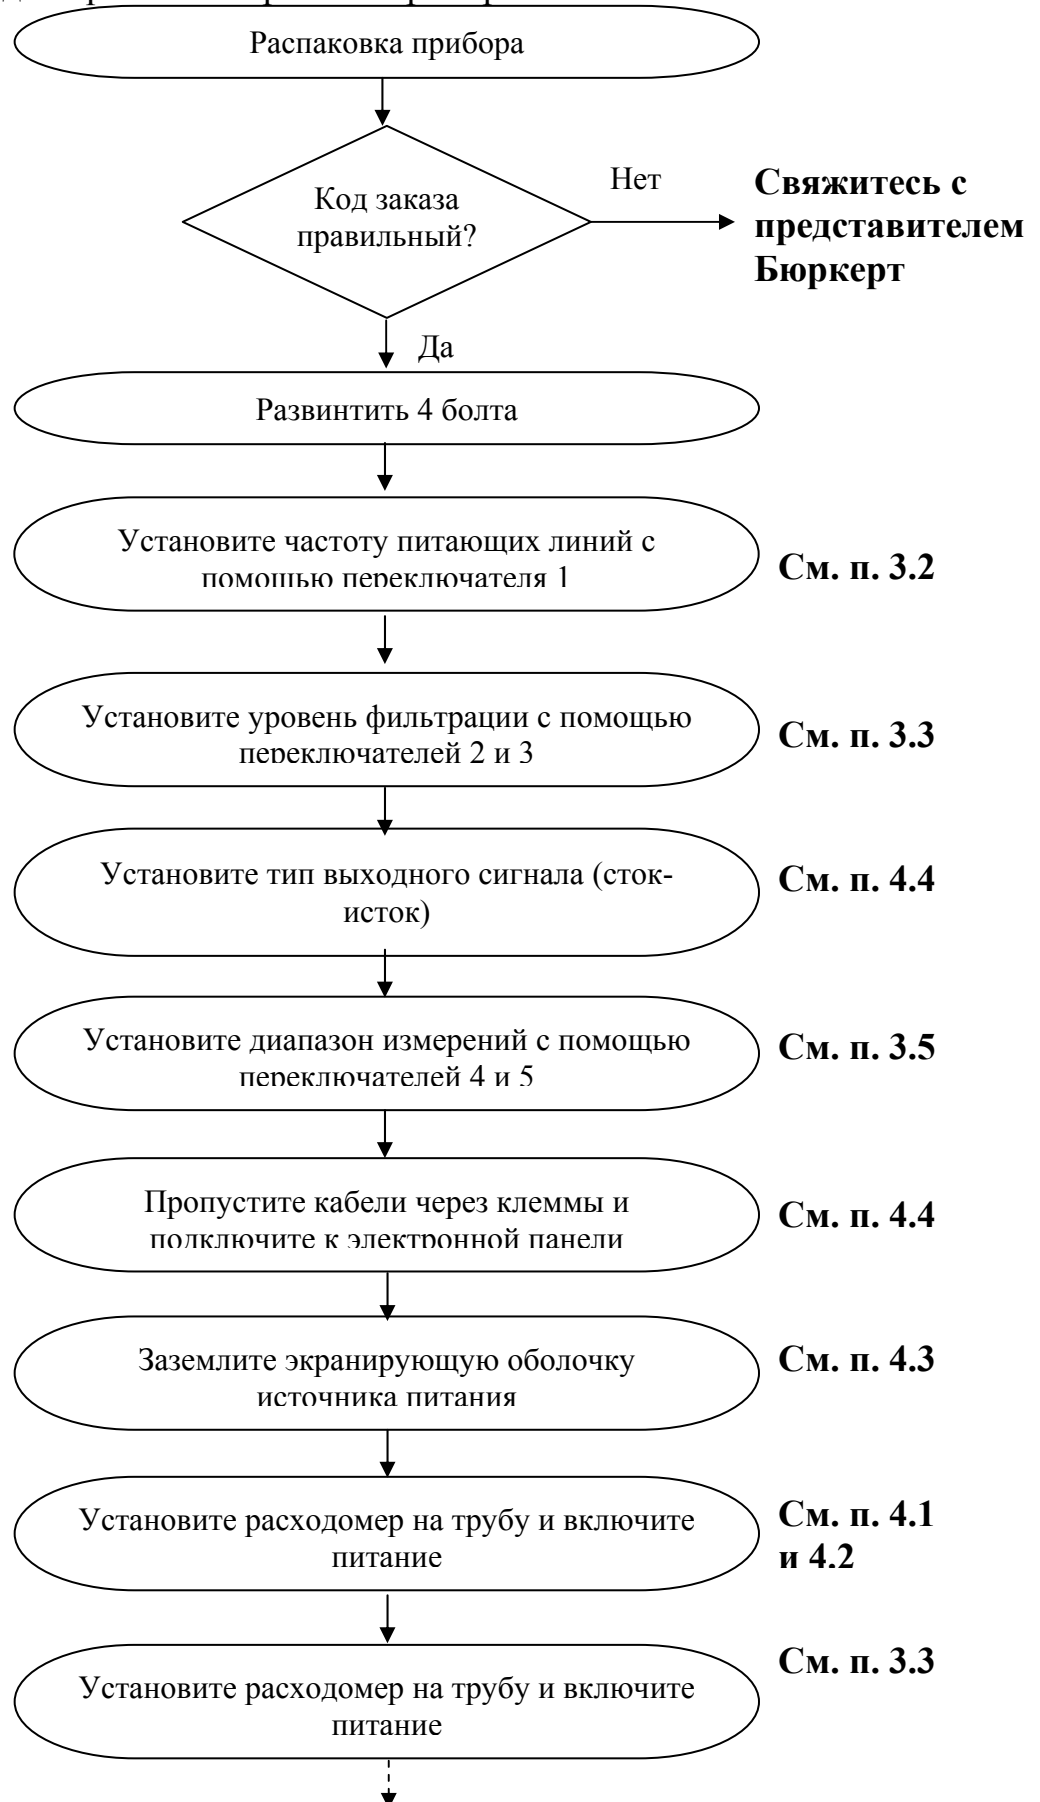 Распаковка прибора
Код заказа
правильный?
Нет
Свяжитесь с
представителем
Бюркерт
Да
Развинтить 4 болта
Установите частоту питающих линий с
помощью переключателя 1
См. п. 3.2
Установите уровень фильтрации с помощью
переключателей 2 и 3
См. п. 3.3
Установите тип выходного сигнала (сток-
исток)
См. п. 4.4
Установите диапазон измерений с помощью
переключателей 4 и 5
См. п. 3.5
Пропустите кабели через клеммы и
подключите к электронной панели
См. п. 4.4
Заземлите экранирующую оболочку
источника питания
См. п. 4.3
Установите расходомер на трубу и включите
питание
См. п. 4.1
и 4.2
Установите расходомер на трубу и включите
питание
См. п. 3.3